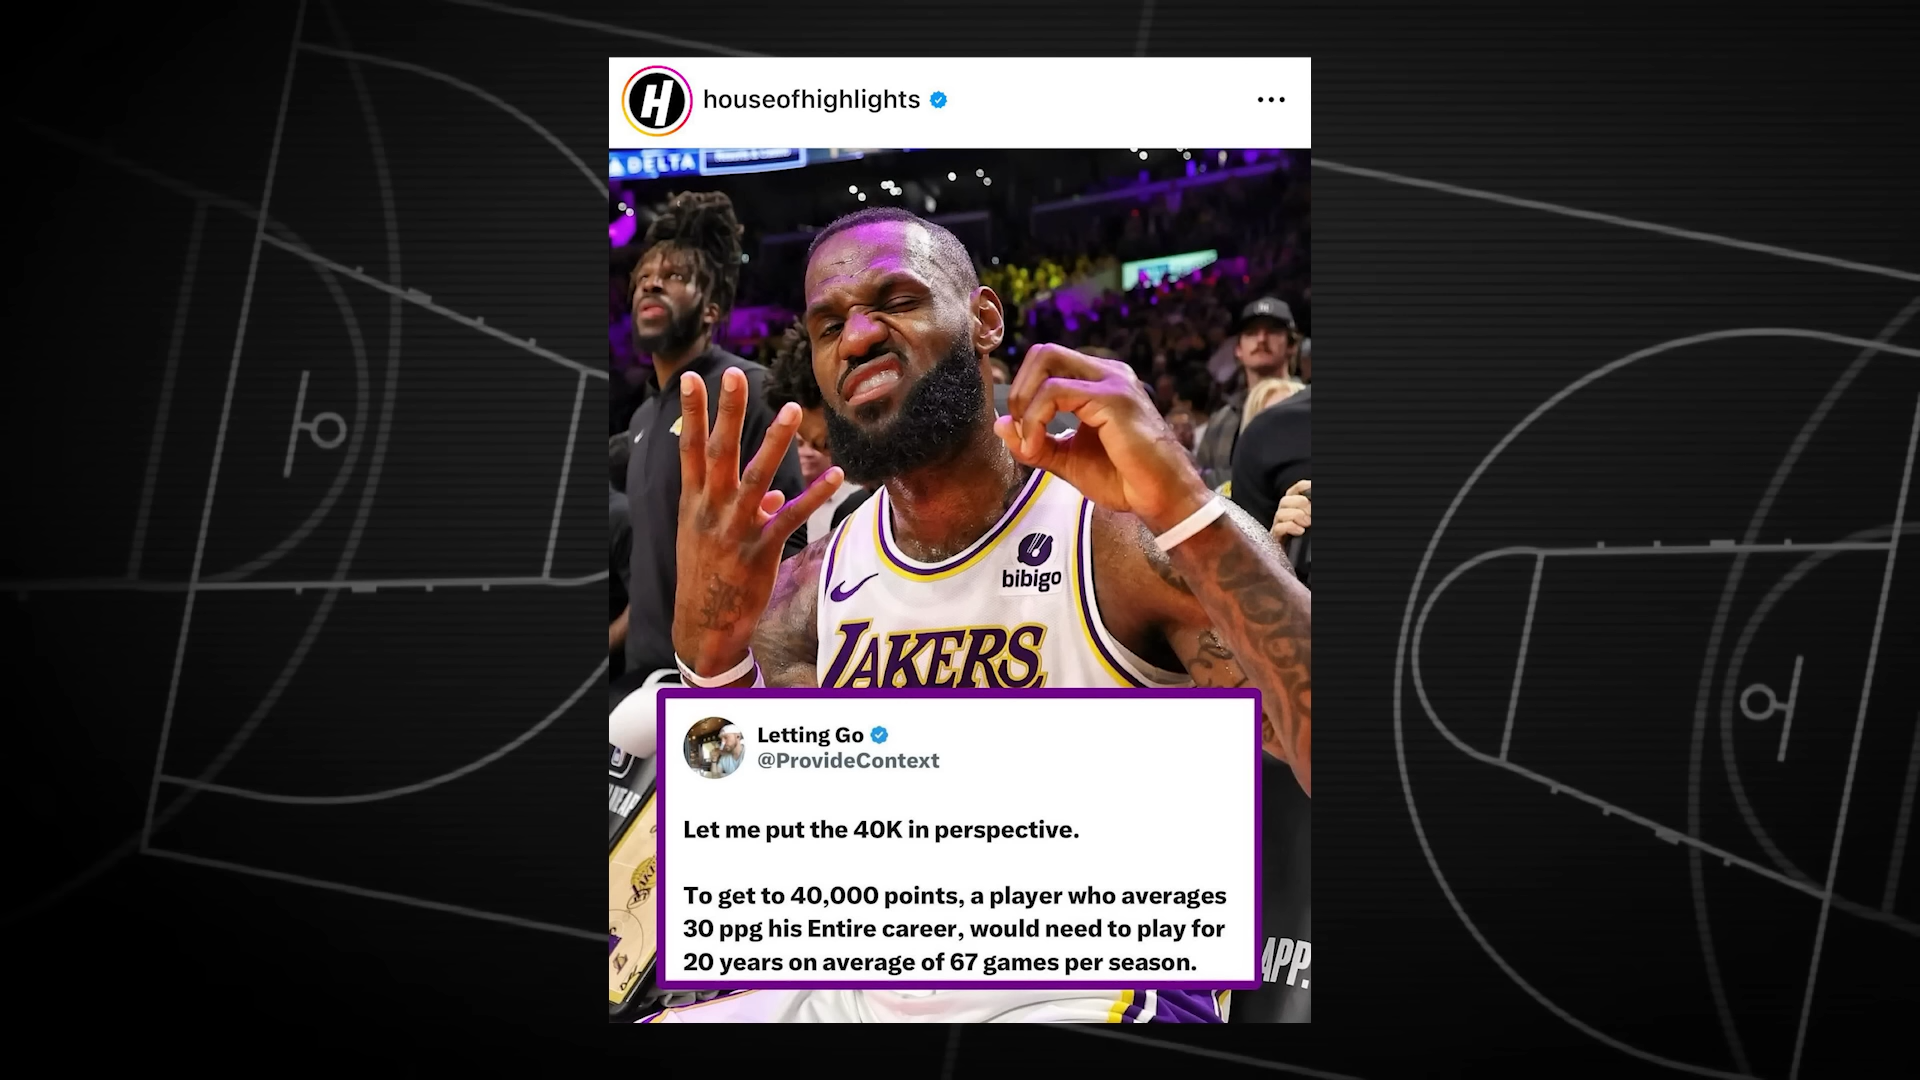 H
houseofhighlights
DELTA
bibigo
LAKERS
Letting Go
@ProvideContext
Let me put the 40K in perspective.
To get to 40,000 points, a player who averages
30 ppg his Entire career, would need to play for
20 years on average of 67 games per season.
APP.